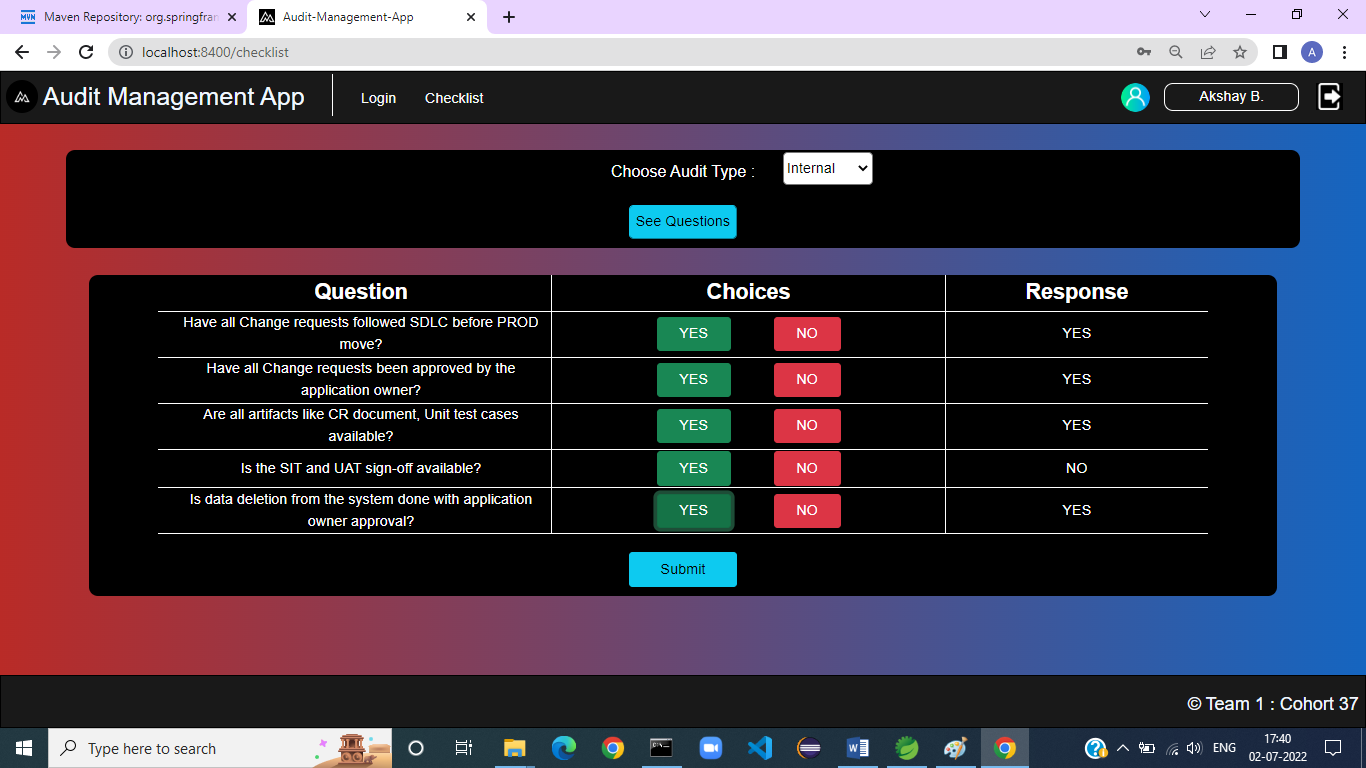 Maven Repository: org.springfran
Audit-Management-App
localhost:8400/checklist
A
Audit Management App
Login
Checklist
Akshay B.
Choose Audit Type :
Internal
See Questions
Question Choices Response
Have all Change requests followed SDLC before PROD
move?
YES NO YES
Have all Change requests been approved by the
application owner?
YES NO YES
Are all artifacts like CR document, Unit test cases
available?
YES NO YES
Is the SIT and UAT sign-off available?
YES NO NO
Is data deletion from the system done with application
owner approval?
YES NO YES
Submit
© Team 1 : Cohort 37
Type here to search
ENG
17:40
02-07-2022